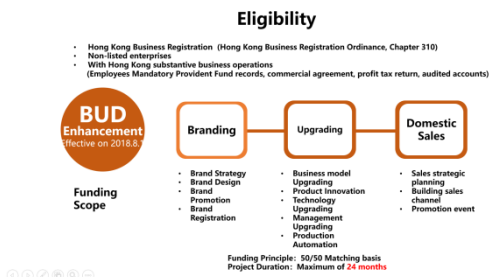 Eligibility
• Hong Kong Business Registration (Hong Kong Business Registration Ordinance, Chapter 310)
• Non-listed enterprises
• With Hong Kong substantive business operations
(Employees Mandatory Provident Fund records, commercial agreement, profit tax return, audited accounts)
BUD
Enhancement
Effective on 2018.8.1
Funding
Scope
Branding
• Brand Strategy
• Brand Design
• Brand
Promotion
• Brand
Registration
Upgrading
• Business model
Upgrading
• Product Innovation
• Technology
Upgrading
• Management
Upgrading
• Production
Automation
Domestic
Sales
• Sales strategic
planning
• Building sales
channel
• Promotion event
Funding Principle: 50/50 Matching basis
Project Duration: Maximum of 24 months